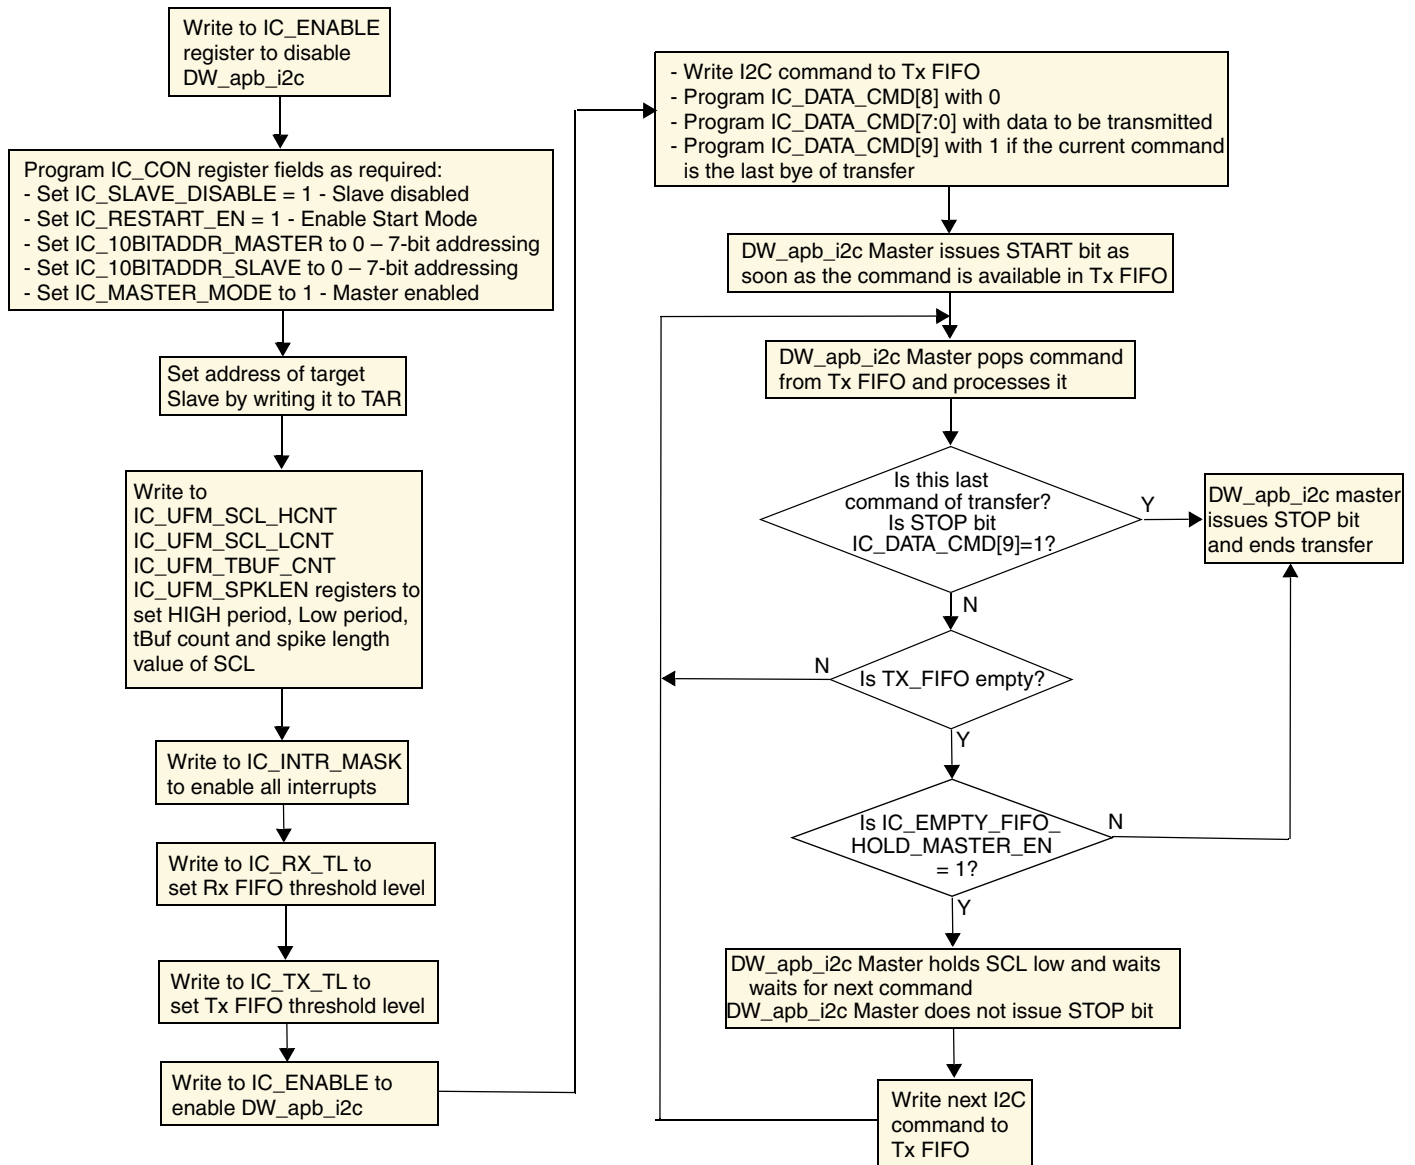 Write to IC_ENABLE
register to disable
DW_apb_i2c
Program IC_CON register fields as required:
- Set IC_SLAVE_DISABLE = 1 - Slave disabled
- Set IC_RESTART_EN = 1 - Enable Start Mode
- Set IC_10BITADDR_MASTER to 0 – 7-bit addressing
- Set IC_10BITADDR_SLAVE to 0 – 7-bit addressing
- Set IC_MASTER_MODE to 1 - Master enabled
Set address of target
Slave by writing it to TAR
Write to
IC_UFM_SCL_HCNT
IC_UFM_SCL_LCNT
IC_UFM_TBUF_CNT
IC_UFM_SPKLEN registers to
set HIGH period, Low period,
tBuf count and spike length
value of SCL
Write to IC_INTR_MASK
to enable all interrupts
Write to IC_RX_TL to
set Rx FIFO threshold level
Write to IC_TX_TL to
set Tx FIFO threshold level
Write to IC_ENABLE to
enable DW_apb_i2c
- Write I2C command to Tx FIFO
- Program IC_DATA_CMD[8] with 0
- Program IC_DATA_CMD[7:0] with data to be transmitted
- Program IC_DATA_CMD[9] with 1 if the current command
is the last bye of transfer
DW_apb_i2c Master issues START bit as
soon as the command is available in Tx FIFO
DW_apb_i2c Master pops command
from Tx FIFO and processes it
Is this last
command of transfer?
Is STOP bit
IC_DATA_CMD[9]=1?
Y
DW_apb_i2c master
issues STOP bit
and ends transfer
N
Is TX_FIFO empty?
N
Y
Is IC_EMPTY_FIFO_
HOLD_MASTER_EN
= 1?
N
Y
DW_apb_i2c Master holds SCL low and waits
waits for next command
DW_apb_i2c Master does not issue STOP bit
Write next I2C
command to
Tx FIFO